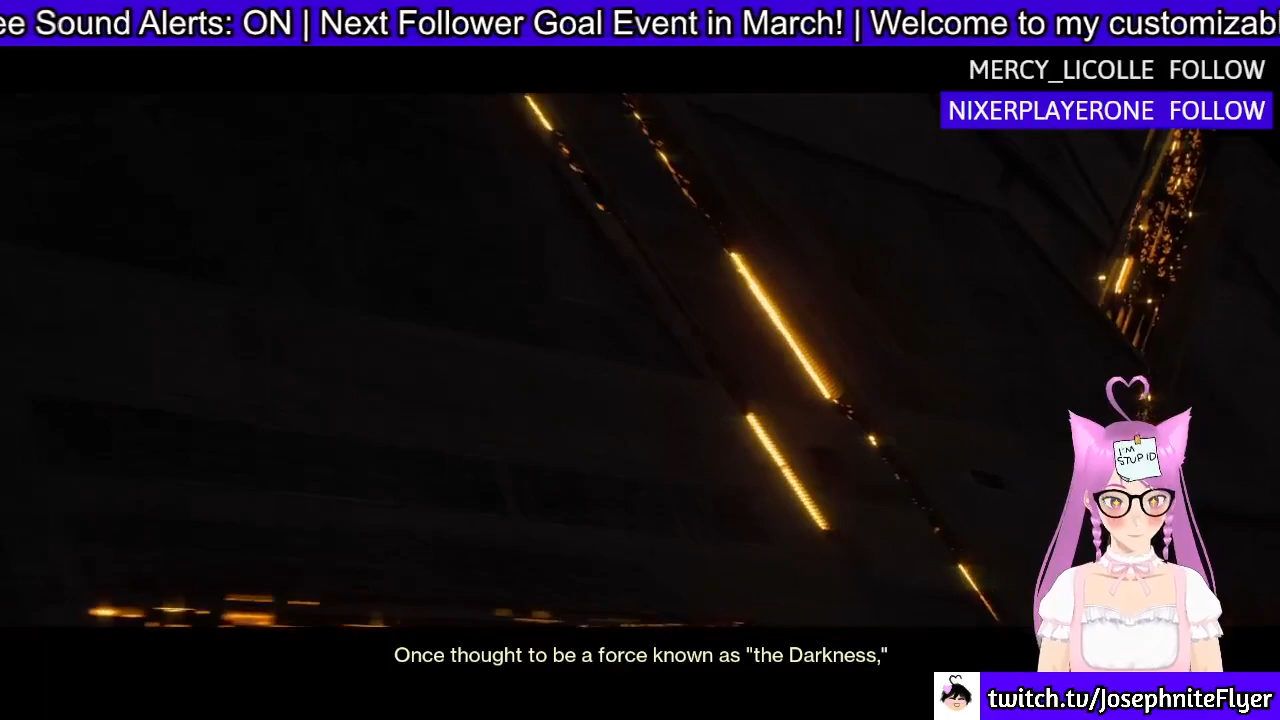 ee Sound Alerts: ON | Next Follower Goal Event in March! | Welcome to my customizabl
MERCY_LICOLLE FOLLOW
NIXERPLAYERONE FOLLOW
I'M
STUPID
Once thought to be a force known as "the Darkness,"
twitch.tv/JosephniteFlyer